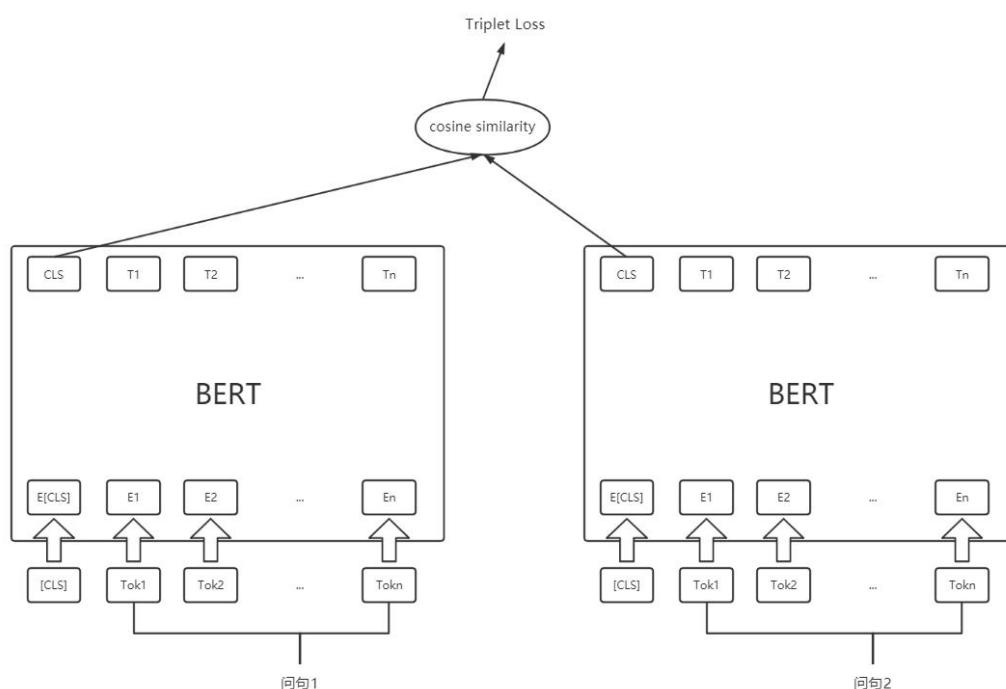 Triplet Loss
cosine similarity
CLS T1 T2 ... Tn
CLS T1 T2 ... Tn
BERT
BERT
E[CLS] E1 E2 ... En
E[CLS] E1 E2 ... En
[CLS] Tok1 Tok2 ... Tokn
[CLS] Tok1 Tok2 ... Tokn
问句1
问句2